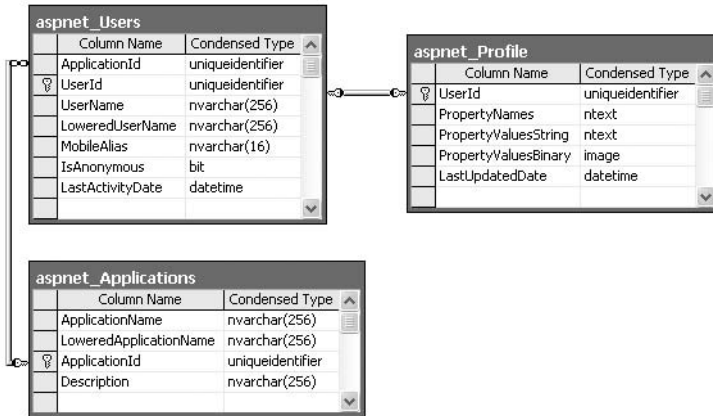 aspnet_Users
Column Name Condensed Type
ApplicationId uniqueidentifier
UserId uniqueidentifier
UserName nvarchar(256)
LoweredUserName nvarchar(256)
MobileAlias nvarchar(16)
IsAnonymous bit
LastActivityDate datetime
aspnet_Profile
Column Name Condensed Type
UserId uniqueidentifier
PropertyNames ntext
PropertyValuesString ntext
PropertyValuesBinary image
LastUpdatedDate datetime
aspnet_Applications
Column Name Condensed Type
ApplicationName nvarchar(256)
LoweredApplicationName nvarchar(256)
ApplicationId uniqueidentifier
Description nvarchar(256)